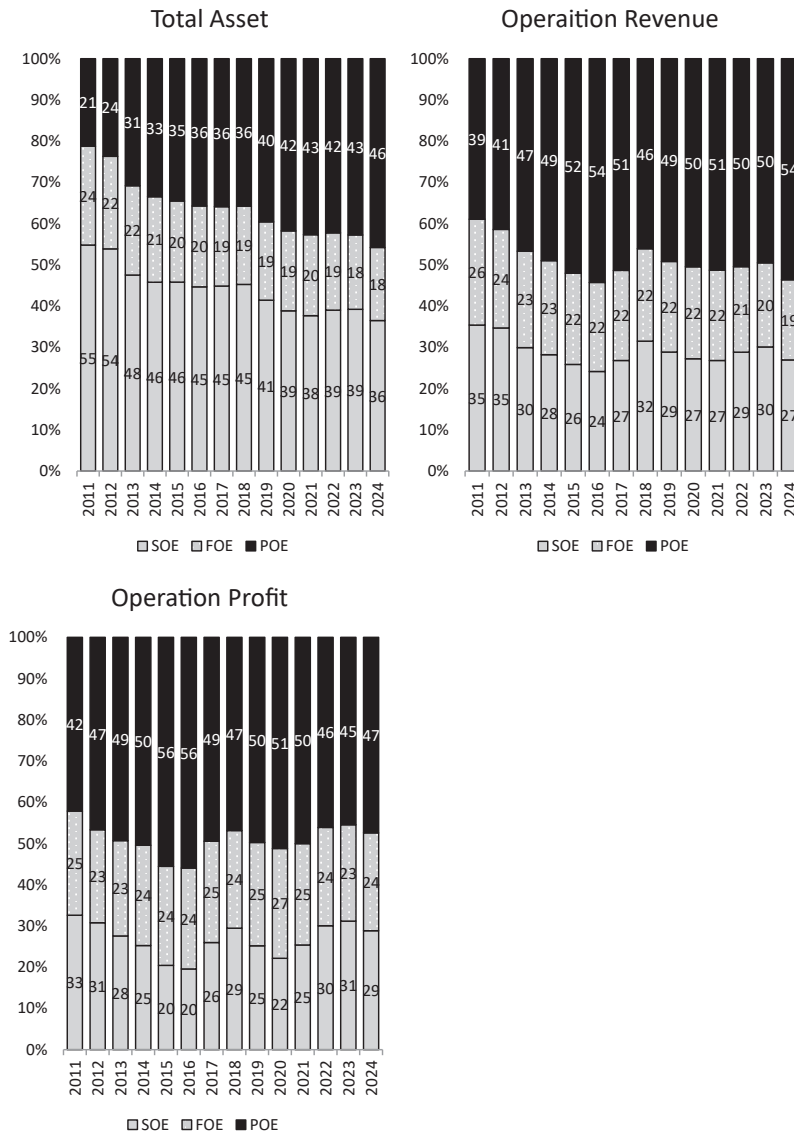 Total Asset
100%
90%
80%
70%
60%
50%
40%
30%
20%
10%
0%
21 24 31 33 35 36 36 36 40 42 43 42 43 46
24 22 22 21 20 20 19 19 19 19 20 19 18 18
55 54 48 46 46 45 45 45 41 39 38 39 39 36
2011 2012 2013 2014 2015 2016 2017 2018 2019 2020 2021 2022 2023 2024
SOE FOE POE
Operaition Revenue
100%
90%
80%
70%
60%
50%
40%
30%
20%
10%
0%
39 41 47 49 52 54 51 46 49 50 51 50 50 54
26 24 23 23 22 22 22 22 22 22 22 21 20 19
35 35 30 28 26 24 27 32 29 27 27 29 30 27
2011 2012 2013 2014 2015 2016 2017 2018 2019 2020 2021 2022 2023 2024
SOE FOE POE
Operation Profit
100%
90%
80%
70%
60%
50%
40%
30%
20%
10%
0%
42 47 49 50 56 56 49 47 50 51 50 46 45 47
25 23 23 24 24 24 25 24 25 27 25 24 23 24
33 31 28 25 20 20 26 29 25 22 25 30 31 29
2011 2012 2013 2014 2015 2016 2017 2018 2019 2020 2021 2022 2023 2024
SOE FOE POE